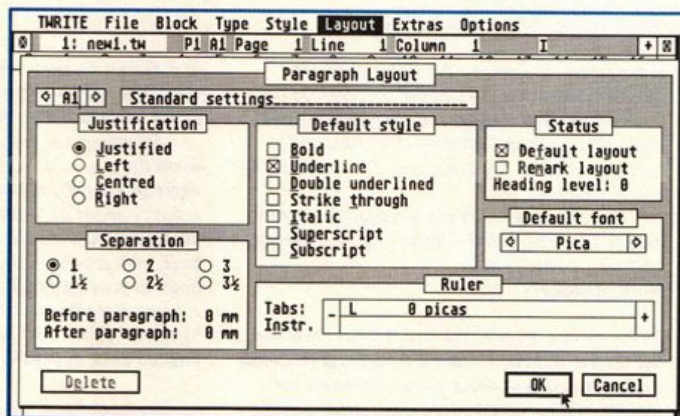 TWRITE File Block Type Style Layout Extras Options
1: new1.tw P1 A1 Page 1 Line 1 Column 1 I +
Paragraph Layout
A1 Standard settings
Justification
Justified
Left
Centred
Right
Default style
Bold
Underline
Double underlined
Strike through
Italic
Superscript
Subscript
Status
Default layout
Remark layout
Heading level: 0
Default font
Pica
Separation
1 2 3
1½ 2½ 3½
Before paragraph: 0 mm
After paragraph: 0 mm
Ruler
Tabs: - L 0 picas +
Instr.
Delete OK Cancel